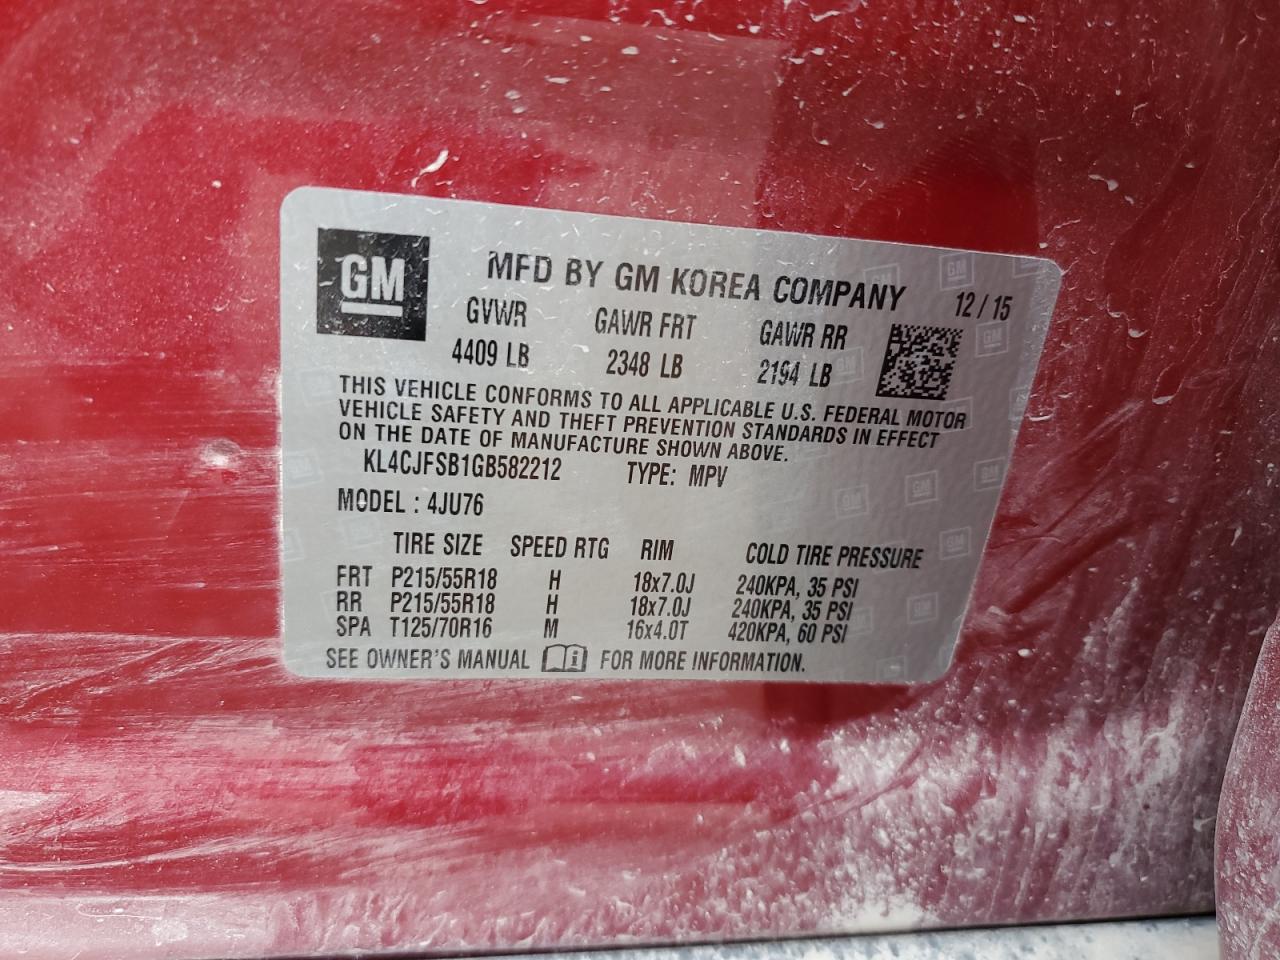 GM
MFD BY GM KOREA COMPANY 12/15
GVWR GAWR FRT GAWR RR
4409 LB 2348 LB 2194 LB
THIS VEHICLE CONFORMS TO ALL APPLICABLE U.S. FEDERAL MOTOR
VEHICLE SAFETY AND THEFT PREVENTION STANDARDS IN EFFECT
ON THE DATE OF MANUFACTURE SHOWN ABOVE.
KL4CJFSB1GB582212 TYPE: MPV
MODEL : 4JU76
TIRE SIZE SPEED RTG RIM COLD TIRE PRESSURE
FRT P215/55R18 H 18x7.0J 240KPA, 35 PSI
RR P215/55R18 H 18x7.0J 240KPA, 35 PSI
SPA T125/70R16 M 16x4.0T 420KPA, 60 PSI
SEE OWNER'S MANUAL FOR MORE INFORMATION.